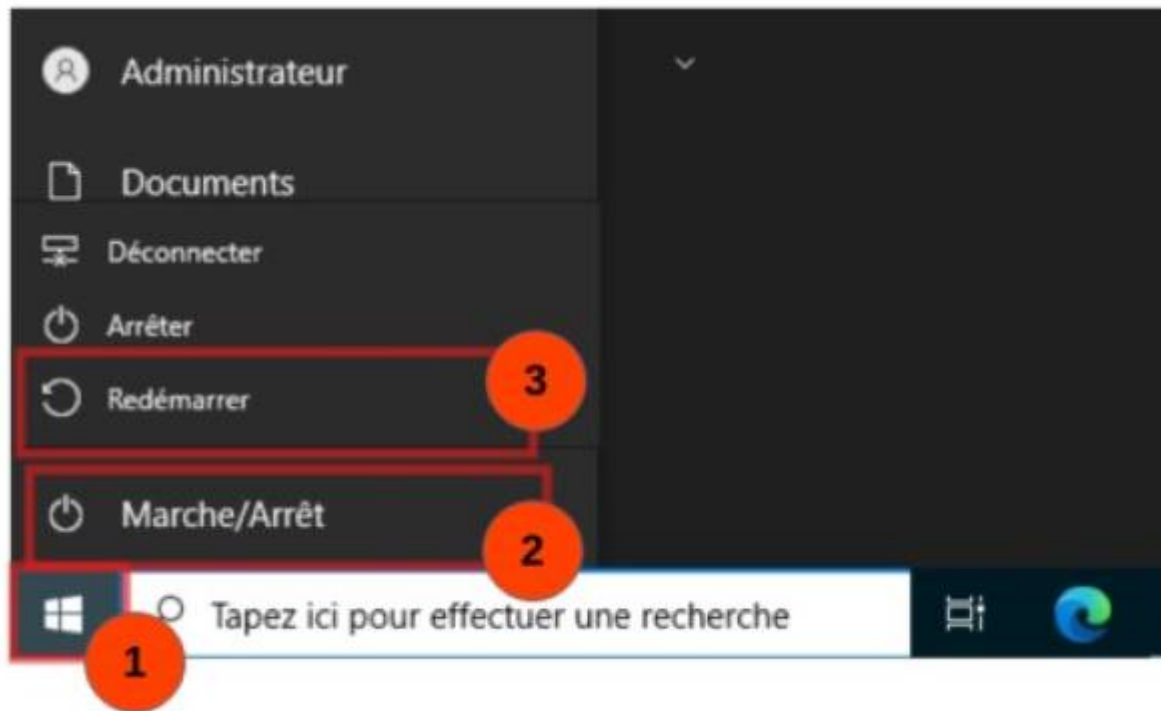 Administrateur
Documents
Déconnecter
Arrêter
3
Redémarrer
Marche/Arrêt
2
Tapez ici pour effectuer une recherche
1